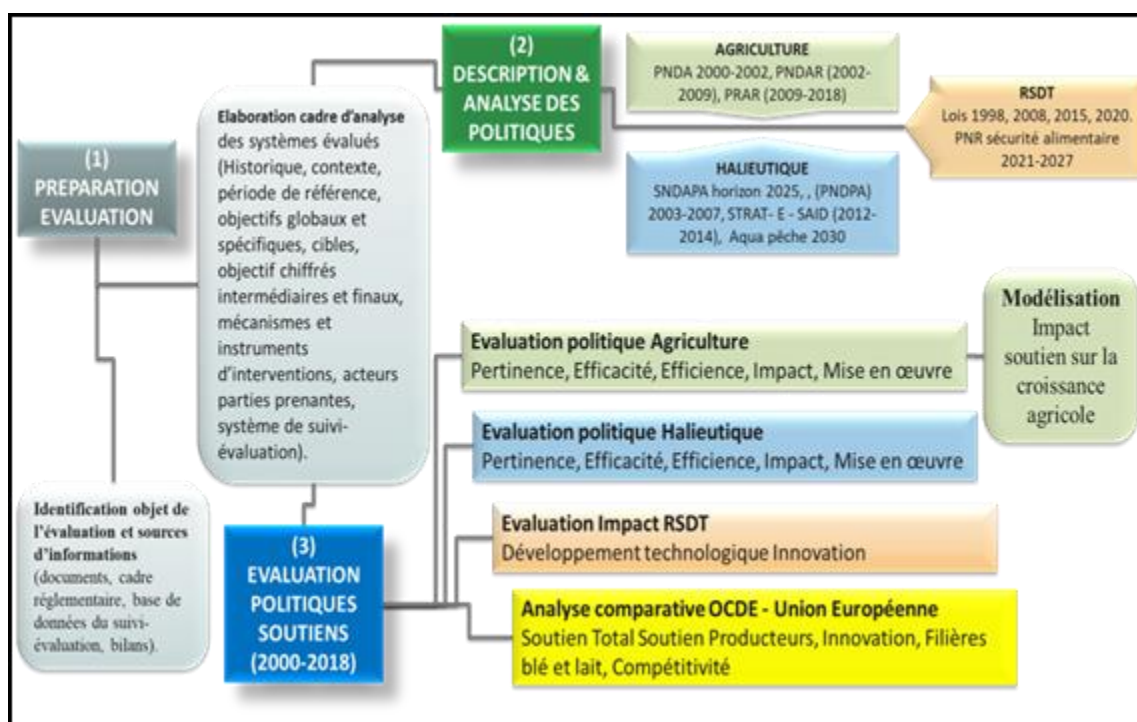 (1)
PREPARATION
EVALUATION
Elaboration cadre d'analyse
des systèmes évalués
(Historique, contexte,
période de référence,
objectifs globaux et
spécifiques, cibles,
objectif chiffrés
intermédiaires et finaux,
mécanismes et
instruments
d'interventions, acteurs
parties prenantes,
système de suivi-
évaluation).
Identification objet de
l'évaluation et sources
d'informations
(documents, cadre
réglementaire, base de
données du suivi-
évaluation, bilans).
(2)
DESCRIPTION &
ANALYSE DES
POLITIQUES
AGRICULTURE
PNDA 2000-2002, PNDAR (2002-
2009), PRAR (2009-2018)
RSDT
Lois 1998, 2008, 2015, 2020.
PNR sécurité alimentaire
2021-2027
HALIEUTIQUE
SNDAPA horizon 2025, , (PNDPA)
2003-2007, STRAT- E - SAID (2012-
2014), Aqua pêche 2030
(3)
EVALUATION
POLITIQUES
SOUTIENS
(2000-2018)
Evaluation politique Agriculture
Pertinence, Efficacité, Efficience, Impact, Mise en œuvre
Modélisation
Impact
soutien sur la
croissance
agricole
Evaluation politique Halieutique
Pertinence, Efficacité, Efficience, Impact, Mise en œuvre
Evaluation Impact RSDT
Développement technologique Innovation
Analyse comparative OCDE - Union Européenne
Soutien Total Soutien Producteurs, Innovation, Filières
blé et lait, Compétitivité